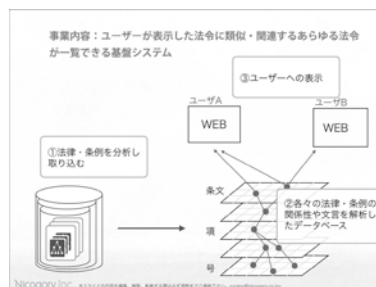 事業内容：ユーザーが表示した法令に類似・関連するあらゆる法令
が一覧できる基盤システム
③ユーザーへの表示
ユーザA
ユーザB
WEB
WEB
①法律・条例を分析し
取り込む
条文
項
号
②各々の法律・条例の
関係性や文言を解析し
たデータベース
Nicogory Inc.